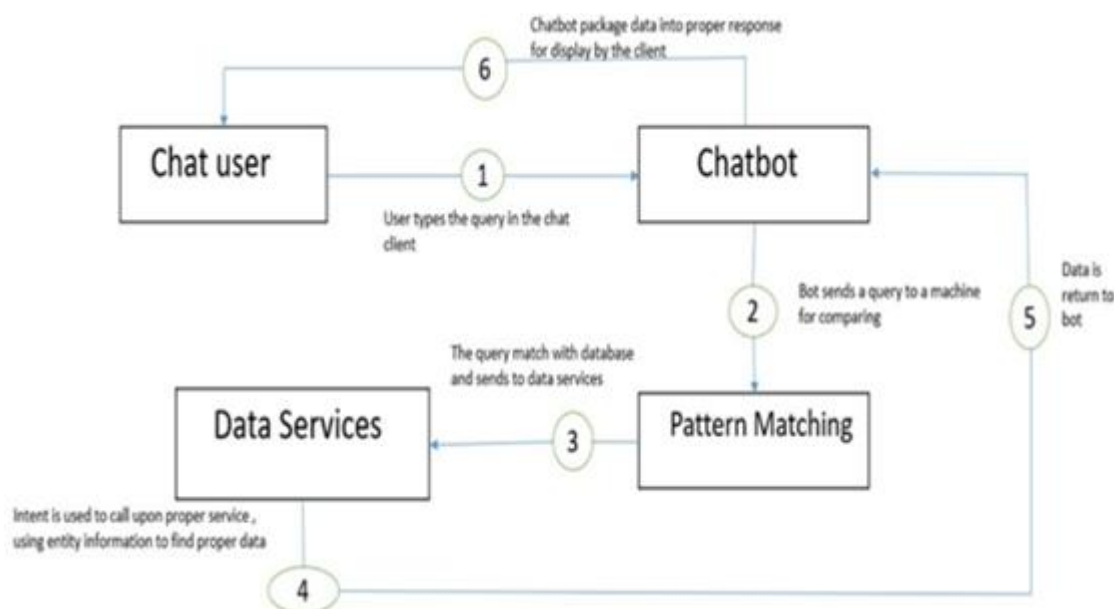 Chatbot package data into proper response
for display by the client
6
Chat user
Chatbot
1
User types the query in the chat
client
2
Bot sends a query to a machine
for comparing
5
Data is
return to
bot
The query match with database
and sends to data services
Data Services
3
Pattern Matching
Intent is used to call upon proper service ,
using entity information to find proper data
4